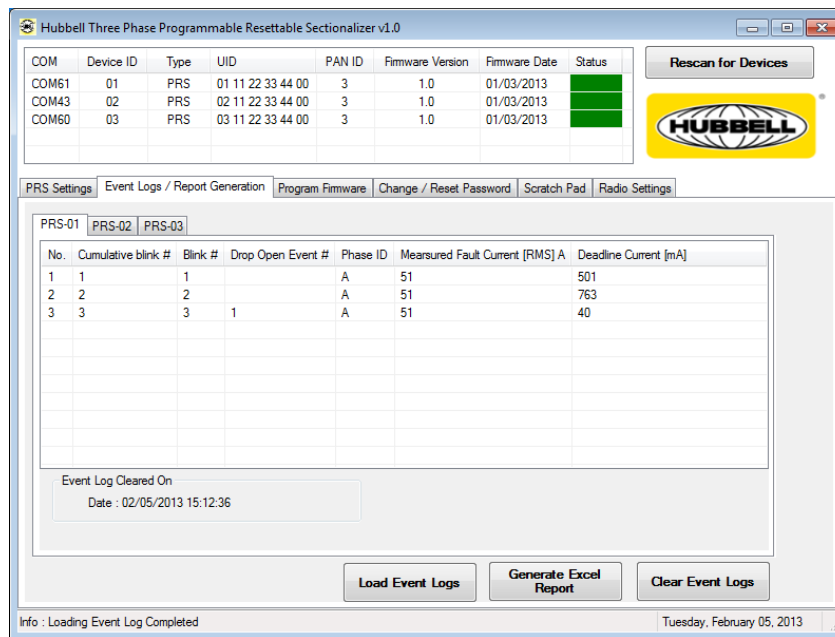 Hubbell Three Phase Programmable Resettable Sectionalizer v1.0
COM Device ID Type UID PAN ID Firmware Version Firmware Date Status
COM61 01 PRS 01 11 22 33 44 00 3 1.0 01/03/2013
COM43 02 PRS 02 11 22 33 44 00 3 1.0 01/03/2013
COM60 03 PRS 03 11 22 33 44 00 3 1.0 01/03/2013
Rescan for Devices
HUBBELL
®
PRS Settings Event Logs / Report Generation Program Firmware Change / Reset Password Scratch Pad Radio Settings
PRS-01 PRS-02 PRS-03
No. Cumulative blink # Blink # Drop Open Event # Phase ID Mearsured Fault Current [RMS] A Deadline Current [mA]
1 1 1 A 51 501
2 2 2 A 51 763
3 3 3 1 A 51 40
Event Log Cleared On
Date : 02/05/2013 15:12:36
Load Event Logs
Generate Excel
Report
Clear Event Logs
Info : Loading Event Log Completed
Tuesday, February 05, 2013